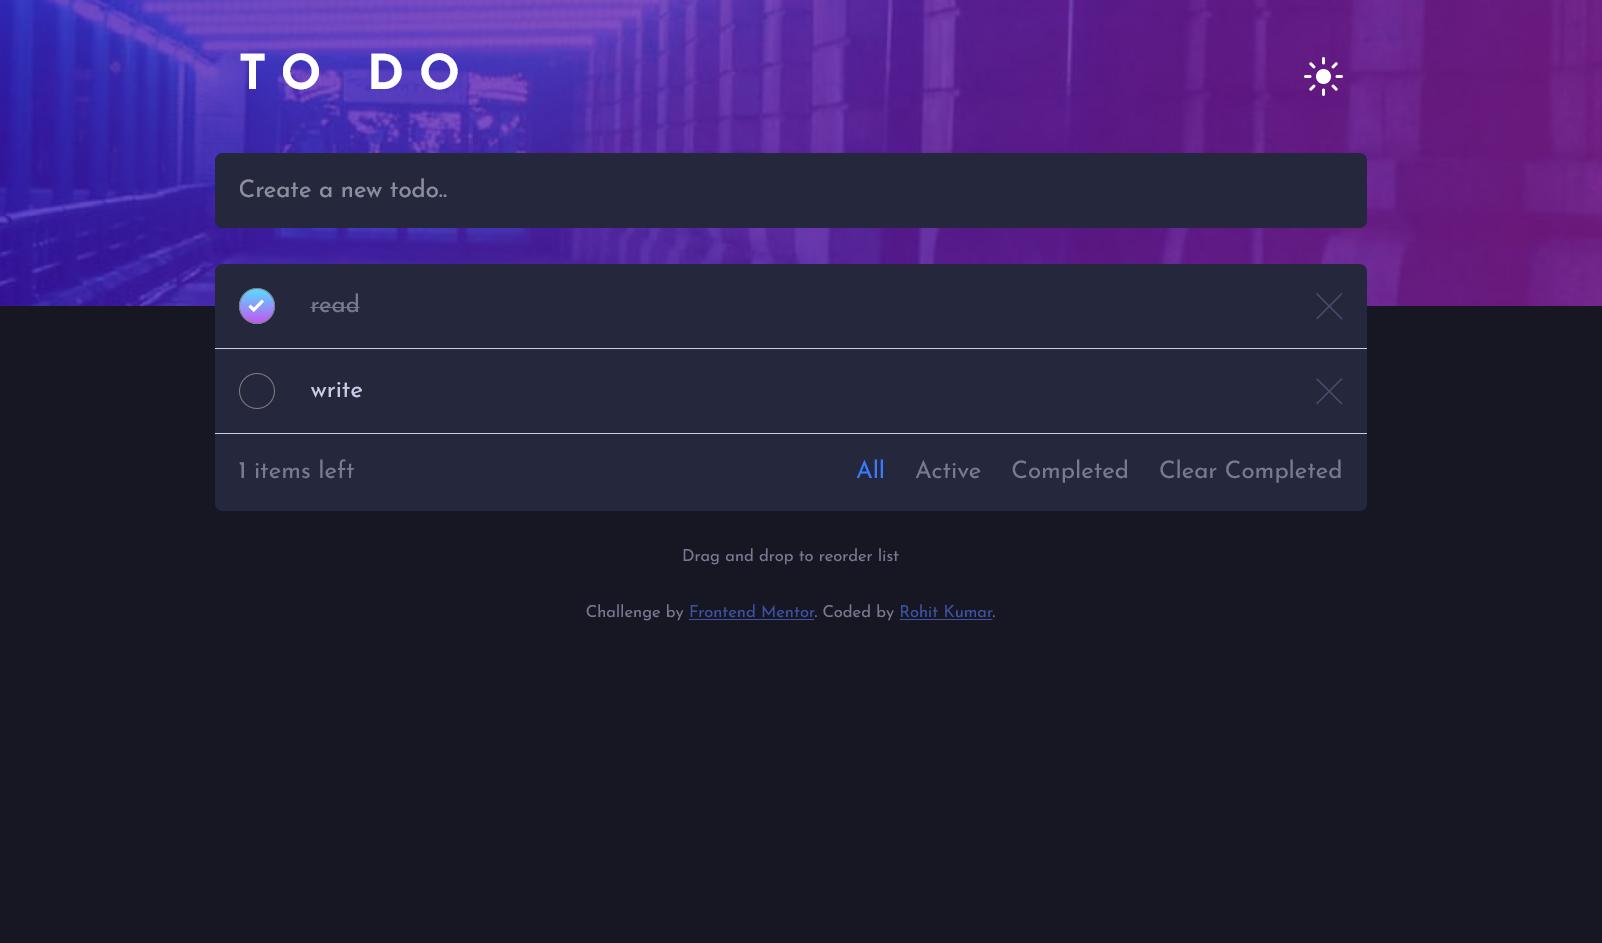 TO DO
Create a new todo..
read
write
1 items left All Active Completed Clear Completed
Drag and drop to reorder list
Challenge by Frontend Mentor. Coded by Rohit Kumar.